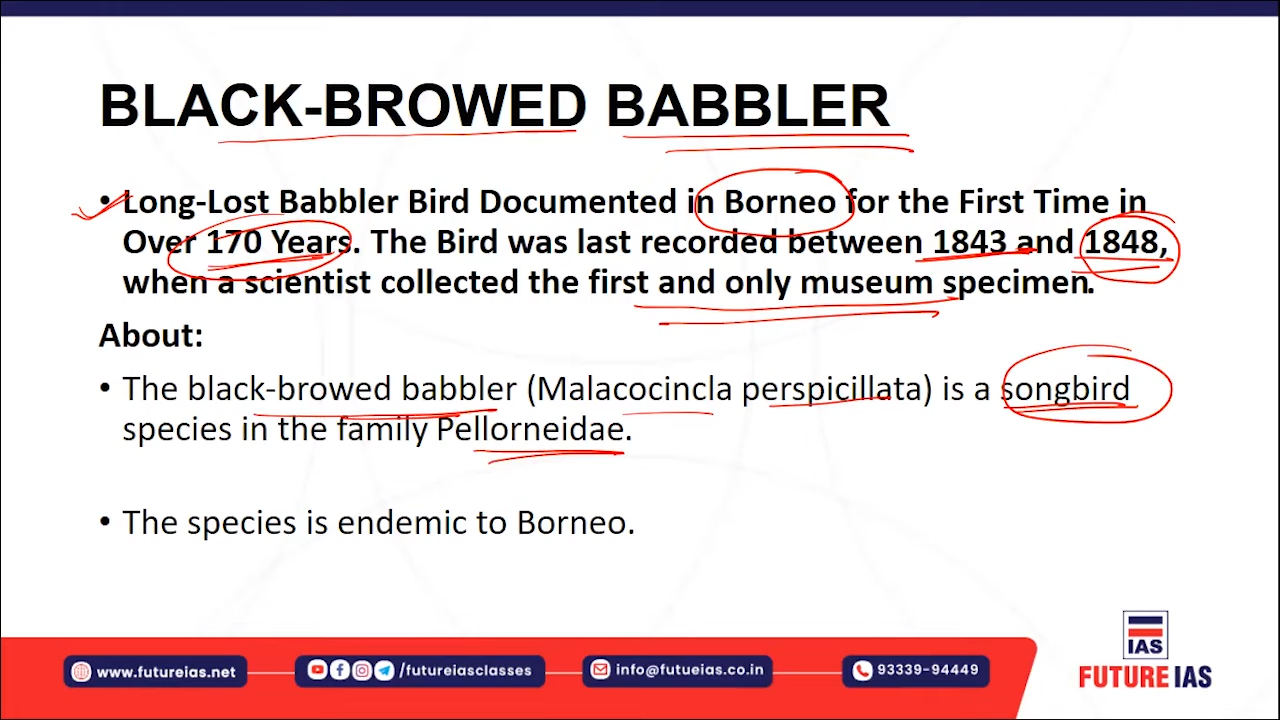 BLACK-BROWED BABBLER
• Long-Lost Babbler Bird Documented in Borneo for the First Time in
Over 170 Years. The Bird was last recorded between 1843 and 1848,
when a scientist collected the first and only museum specimen.
About:
• The black-browed babbler (Malacocincla perspicillata) is a songbird
species in the family Pellorneidae.
• The species is endemic to Borneo.
www.futureias.net
/futureiasclasses
info@futueias.co.in
93339-94449
IAS
FUTURE IAS